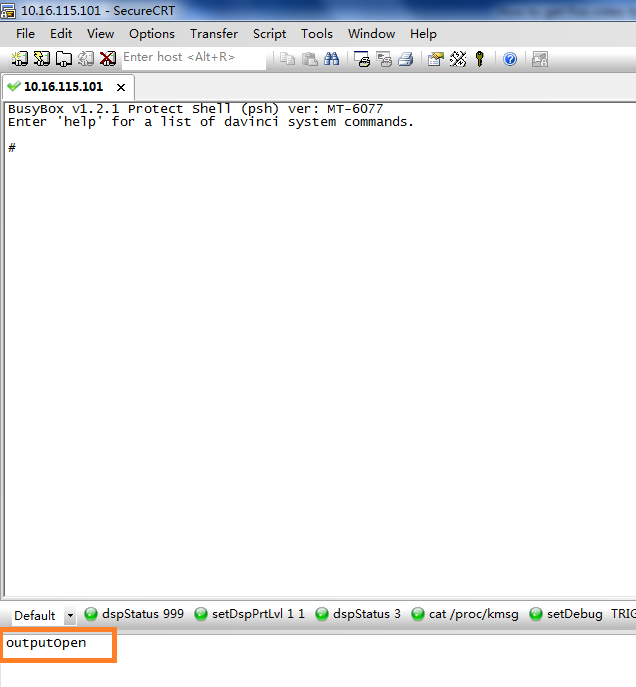 10.16.115.101 - SecureCRT
File Edit View Options Transfer Script Tools Window Help
Enter host <Alt+R>
10.16.115.101
BusyBox v1.2.1 Protect Shell (psh) ver: MT-6077
Enter 'help' for a list of davinci system commands.
#
Default dspStatus 999 setDspPrtLvl 1 1 dspStatus 3 cat /proc/kmsg setDebug TRIG
outputOpen